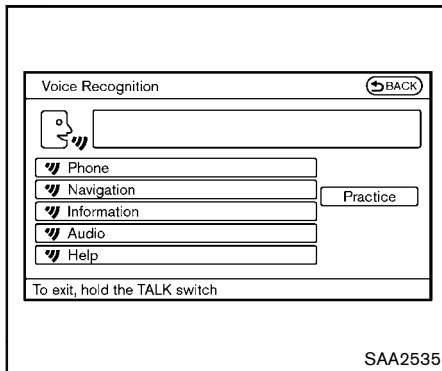 Voice Recognition
BACK
Phone
Navigation
Practice
Information
Audio
Help
To exit, hold the TALK switch
SAA2535